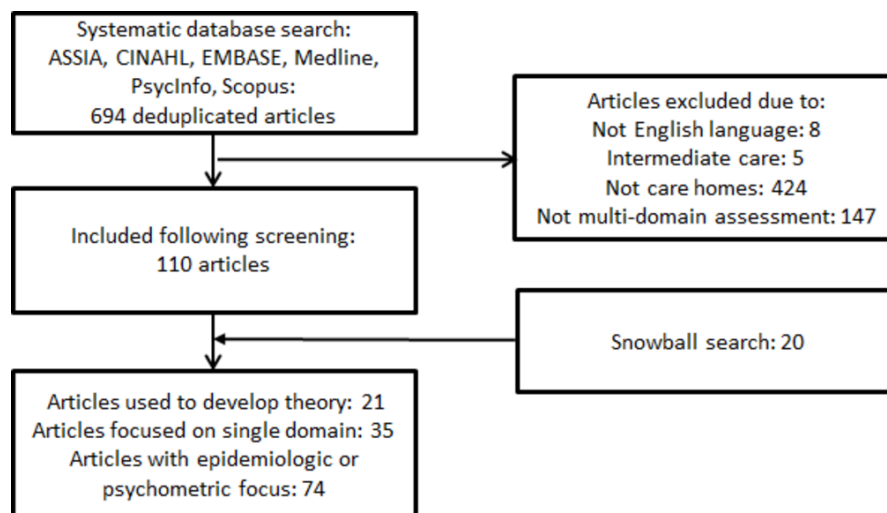 Systematic database search:
ASSIA, CINAHL, EMBASE, Medline,
PsycInfo, Scopus:
694 deduplicated articles
Articles excluded due to:
Not English language: 8
Intermediate care: 5
Not care homes: 424
Not multi-domain assessment: 147
Included following screening:
110 articles
Snowball search: 20
Articles used to develop theory: 21
Articles focused on single domain: 35
Articles with epidemiologic or
psychometric focus: 74